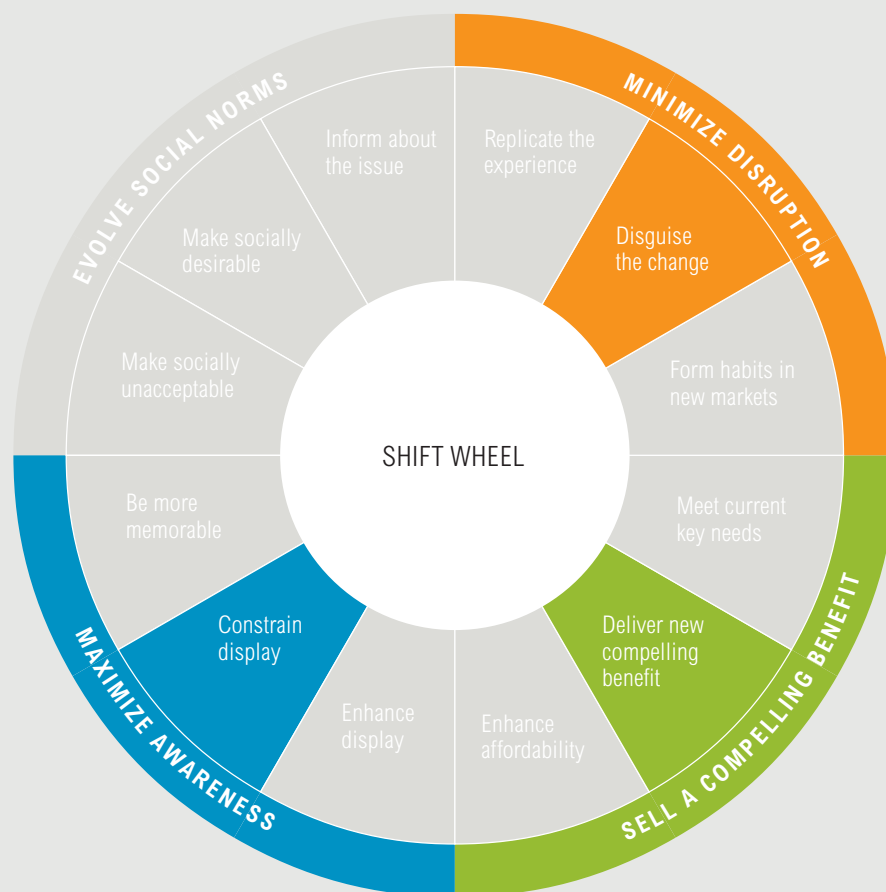 EVOLVE SOCIAL NORMS
MINIMIZE DISRUPTION
Inform about
the issue
Replicate the
experience
Make socially
desirable
Disguise
the change
Make socially
unacceptable
Form habits in
new markets
SHIFT WHEEL
Be more
memorable
Meet current
key needs
Constrain
display
Deliver new
compelling
benefit
Enhance
display
Enhance
affordability
MAXIMIZE AWARENESS
SELL A COMPELLING BENEFIT